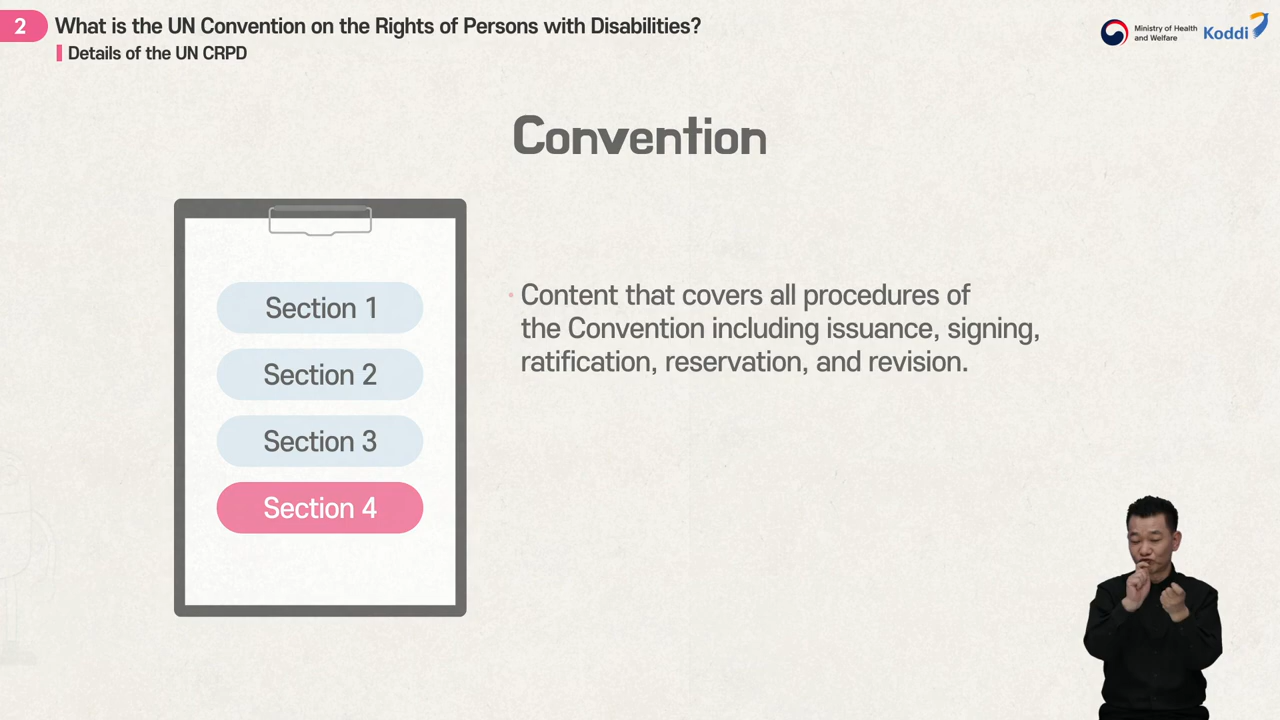 2
What is the UN Convention on the Rights of Persons with Disabilities?
Details of the UN CRPD
Ministry of Health
and Welfare
Koddi
Convention
Section 1
Section 2
Section 3
Section 4
• Content that covers all procedures of
the Convention including issuance, signing,
ratification, reservation, and revision.